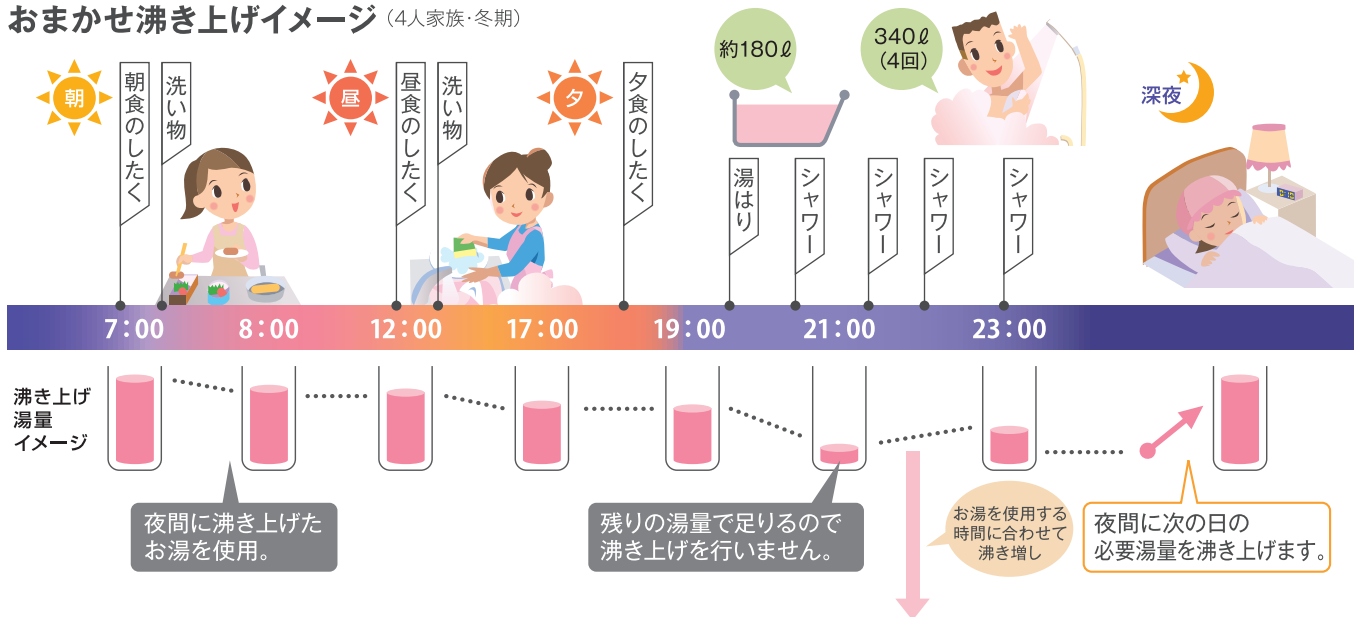 おまかせ沸き上げイメージ（4人家族・冬期）
朝
朝食のしたく
洗い物
昼
昼食のしたく
洗い物
夕
夕食のしたく
約180ℓ
340ℓ
（4回）
湯はり
シャワー
シャワー
シャワー
シャワー
深夜
7：00
8：00
12：00
17：00
19：00
21：00
23：00
沸き上げ
湯量
イメージ
夜間に沸き上げた
お湯を使用。
残りの湯量で足りるので
沸き上げを行いません。
お湯を使用する
時間に合わせて
沸き増し
夜間に次の日の
必要湯量を沸き上げます。